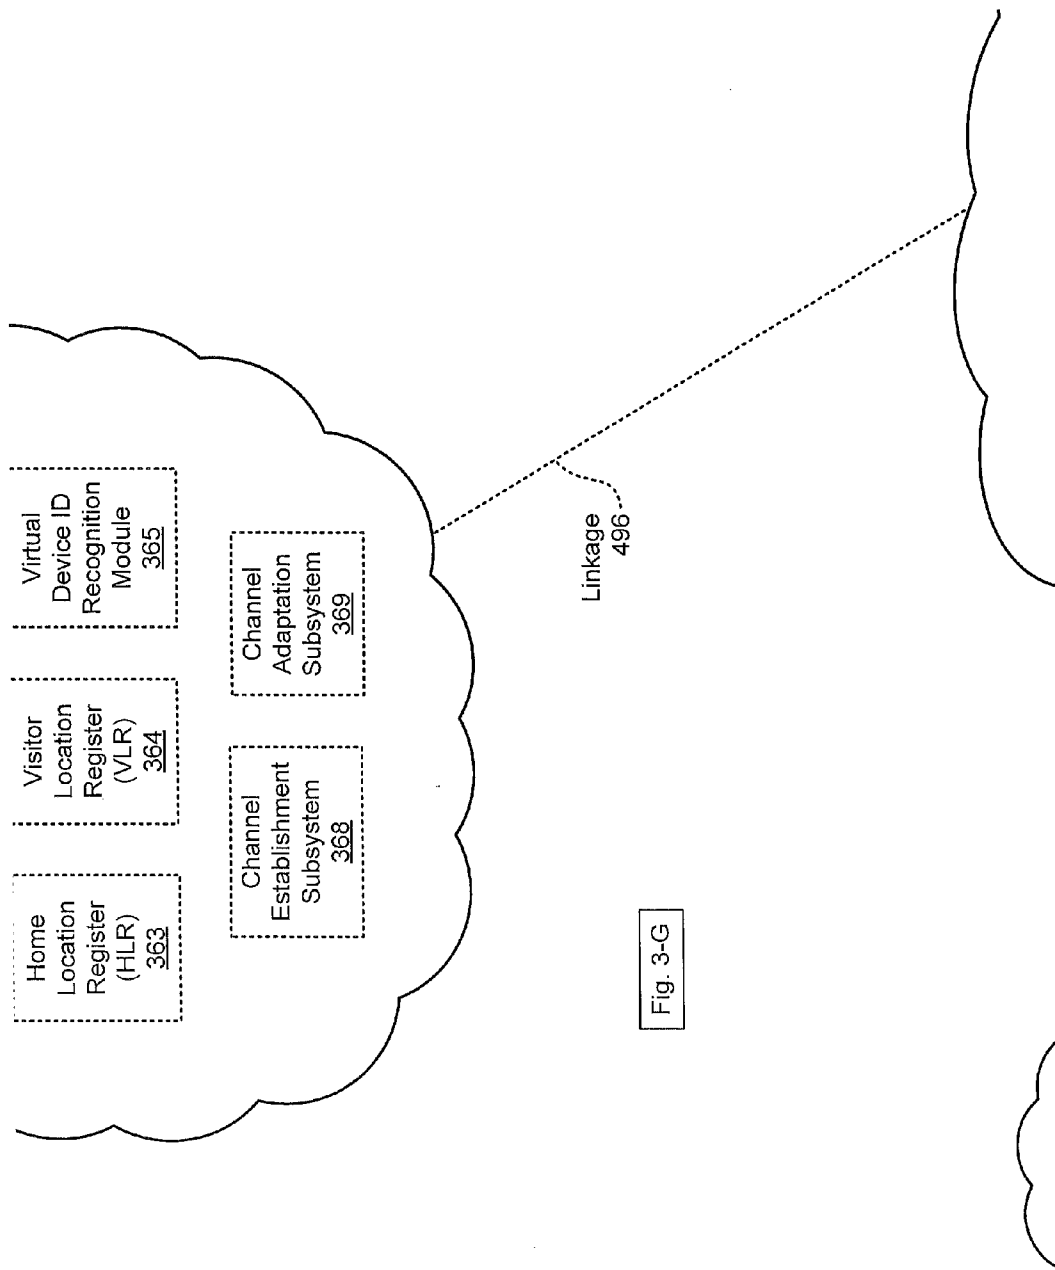 Home
Location
Register
(HLR)
363
Visitor
Location
Register
(VLR)
364
Virtual
Device ID
Recognition
Module
365
Channel
Establishment
Subsystem
368
Channel
Adaptation
Subsystem
369
Linkage
496
Fig. 3-G